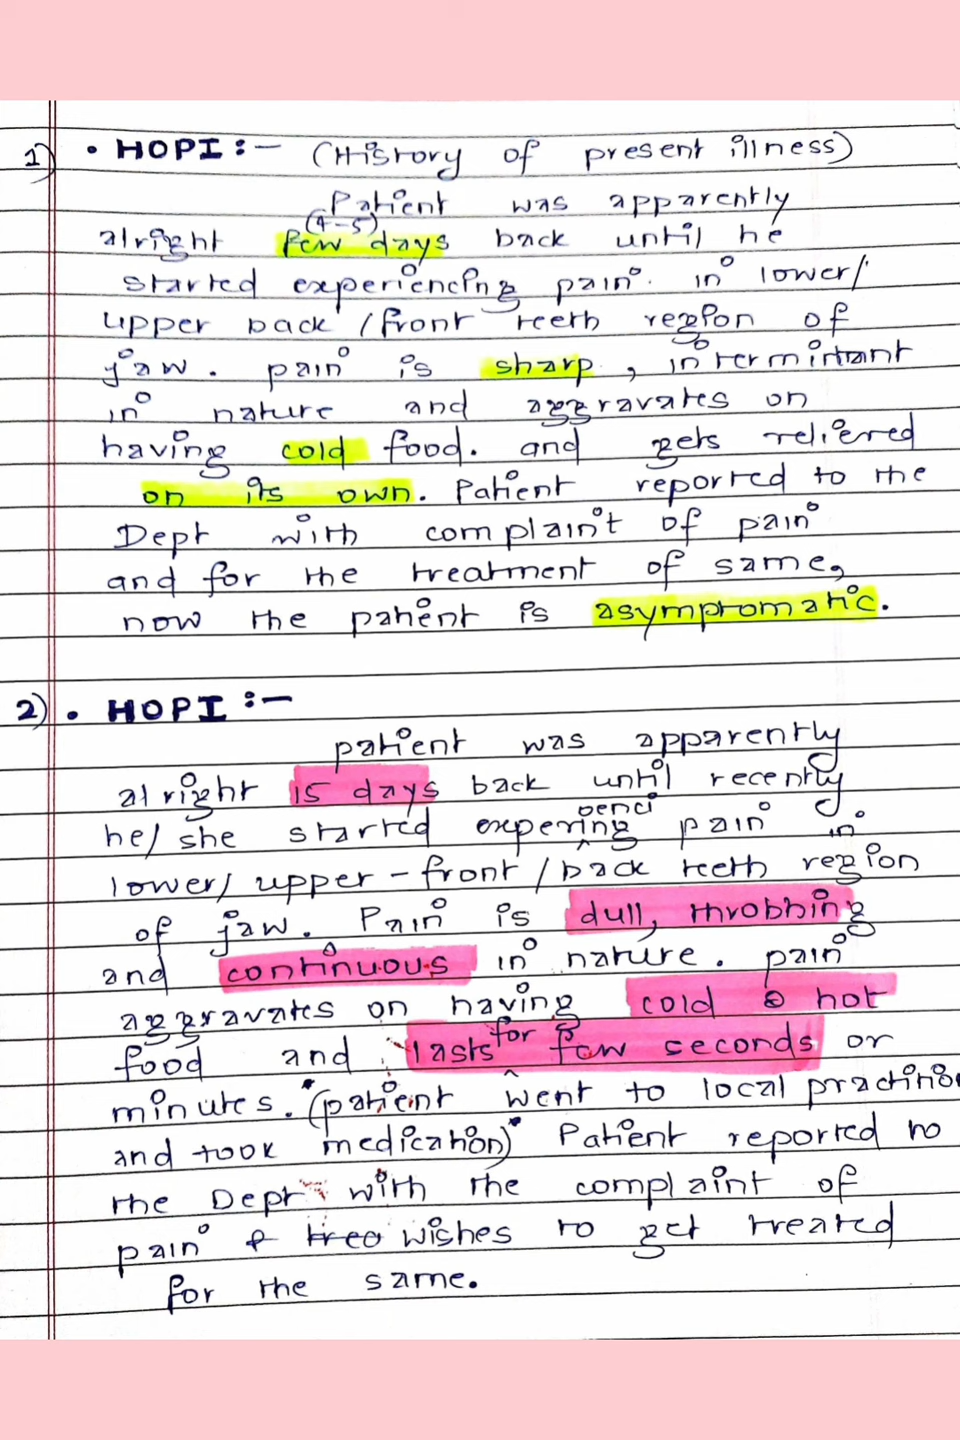 1) • HOPI :- (History of present illness)
Patient was apparently
(4-5)
alright few days back until he
started experiencing pain in lower/
upper back / front teeth region of
jaw. pain is sharp, intermittant
in nature and aggravates on
having cold food. and gets relieved
on its own. Patient reported to the
Dept with complaint of pain
and for the treatment of same,
now the patient is asymptomatic.
2) • HOPI :-
patient was apparently
alright 15 days back until recently
he/she started expering pain in
lower/upper-front/back teeth region
of jaw. Pain is dull, throbbing
and continuous in nature. pain
aggravates on having cold & hot
food and lasts for few seconds or
minutes. (patient went to local
and took medication) Patient reported to
the Dept with the complaint of
pain & wishes to get treated
for the same.